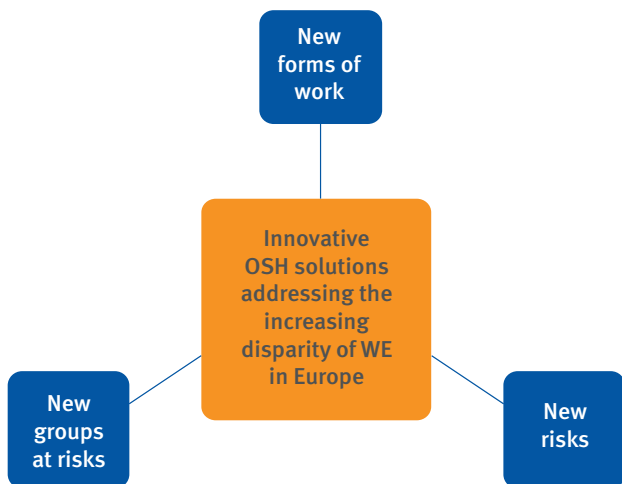 New
forms of
work
Innovative
OSH solutions
addressing the
increasing
disparity of WE
in Europe
New
groups
at risks
New
risks